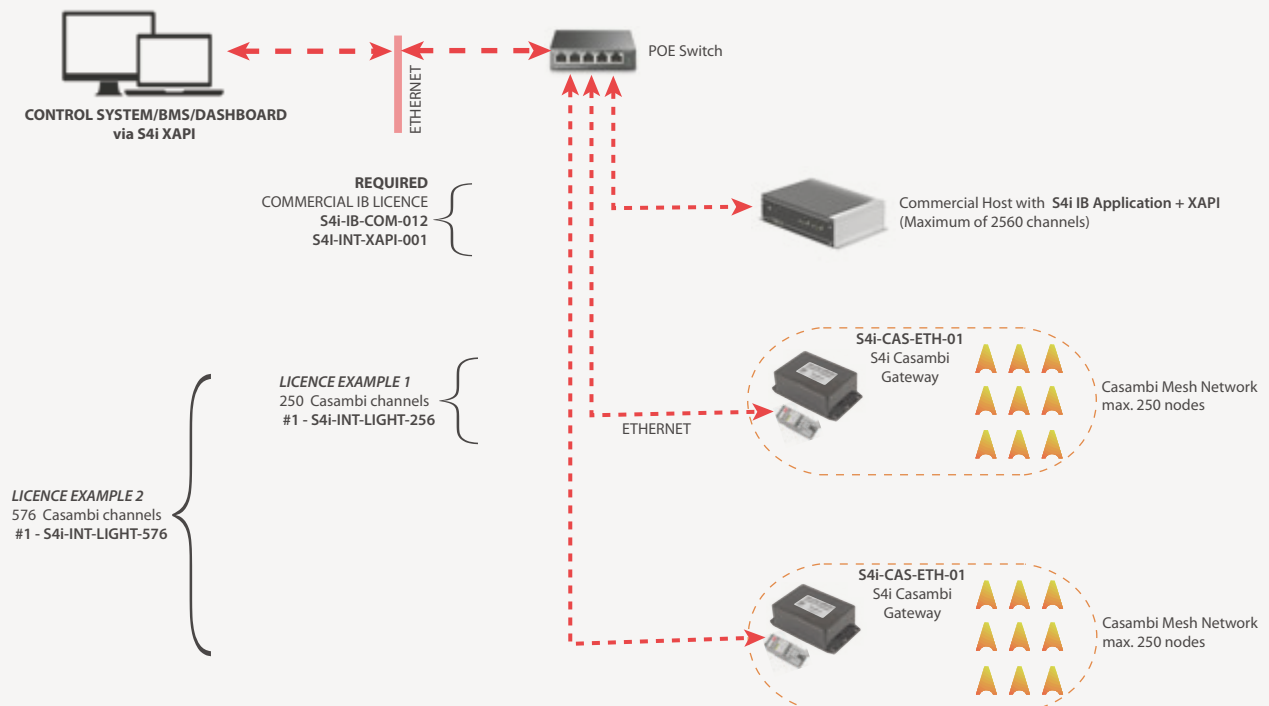 POE Switch
ETHERNET
CONTROL SYSTEM/BMS/DASHBOARD
via S4i XAPI
REQUIRED
COMMERCIAL IB LICENCE
S4i-IB-COM-012
S4I-INT-XAPI-001
Commercial Host with S4i IB Application + XAPI
(Maximum of 2560 channels)
S4i-CAS-ETH-01
S4i Casambi
Gateway
Casambi Mesh Network
max. 250 nodes
ETHERNET
LICENCE EXAMPLE 1
250 Casambi channels
#1 - S4i-INT-LIGHT-256
LICENCE EXAMPLE 2
576 Casambi channels
#1 - S4i-INT-LIGHT-576
S4i-CAS-ETH-01
S4i Casambi
Gateway
Casambi Mesh Network
max. 250 nodes